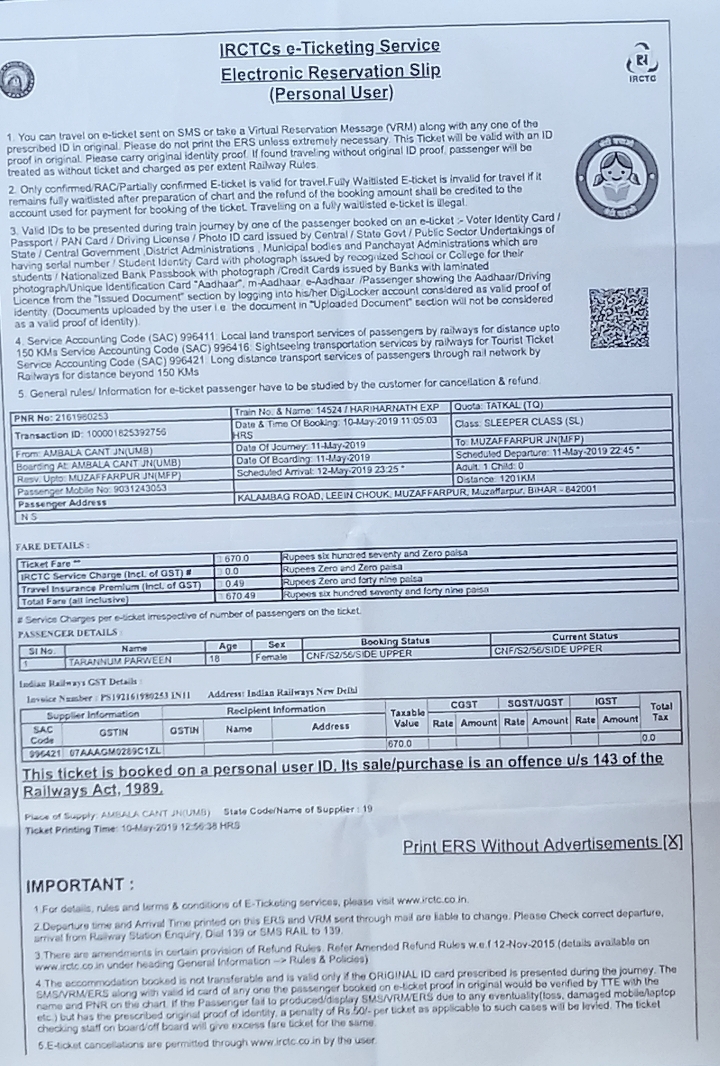 IRCTCs e-Ticketing Service
Electronic Reservation Slip
(Personal User)
IRCTC
1. You can travel on e-ticket sent on SMS or take a Virtual Reservation Message (VRM) along with any one of the
prescribed ID in original. Please do not print the ERS unless extremely necessary. This Ticket will be valid with an ID
proof in original. Please carry original identity proof. If found traveling without original ID proof, passenger will be
treated as without ticket and charged as per extent Railway Rules.
2. Only confirmed/RAC/Partially confirmed E-ticket is valid for travel.Fully Waitlisted E-ticket is invalid for travel if it
remains fully waitlisted after preparation of chart and the refund of the booking amount shall be credited to the
account used for payment for booking of the ticket. Travelling on a fully waitlisted e-ticket is illegal.
3. Valid IDs to be presented during train journey by one of the passenger booked on an e-ticket :- Voter Identity Card /
Passport / PAN Card / Driving License / Photo ID card issued by Central / State Govt / Public Sector Undertakings of
State / Central Government ,District Administrations , Municipal bodies and Panchayat Administrations which are
having serial number / Student Identity Card with photograph issued by recognized School or College for their
students / Nationalized Bank Passbook with photograph /Credit Cards issued by Banks with laminated
photograph/Unique Identification Card "Aadhaar", m-Aadhaar, e-Aadhaar /Passenger showing the Aadhaar/Driving
Licence from the "Issued Document" section by logging into his/her DigiLocker account considered as valid proof of
identity. (Documents uploaded by the user i.e. the document in "Uploaded Document" section will not be considered
as a valid proof of identity).
4. Service Accounting Code (SAC) 996411: Local land transport services of passengers by railways for distance upto
150 KMs Service Accounting Code (SAC) 996416: Sightseeing transportation services by railways for Tourist Ticket
Service Accounting Code (SAC) 996421: Long distance transport services of passengers through rail network by
Railways for distance beyond 150 KMs
5. General rules/ Information for e-ticket passenger have to be studied by the customer for cancellation & refund.
PNR No: 2161980253 Train No. & Name: 14524 / HARIHARNATH EXP Quota: TATKAL (TQ)
Transaction ID: 100001825392756 Date & Time Of Booking: 10-May-2019 11:05:03 HRS Class: SLEEPER CLASS (SL)
From: AMBALA CANT JN(UMB) Date Of Journey: 11-May-2019 To: MUZAFFARPUR JN(MFP)
Boarding At: AMBALA CANT JN(UMB) Date Of Boarding: 11-May-2019 Scheduled Departure: 11-May-2019 22:45 *
Resv. Upto: MUZAFFARPUR JN(MFP) Scheduled Arrival: 12-May-2019 23:25 * Adult: 1 Child: 0
Passenger Mobile No: 9031243053 Distance: 1201KM
Passenger Address KALAMBAG ROAD, LEEIN CHOUK, MUZAFFARPUR, Muzaffarpur, BIHAR - 842001
N S
FARE DETAILS :
Ticket Fare ** 670.0 Rupees six hundred seventy and Zero paisa
IRCTC Service Charge (Incl. of GST) # 0.0 Rupees Zero and Zero paisa
Travel Insurance Premium (Incl. of GST) 0.49 Rupees Zero and forty nine paisa
Total Fare (all inclusive) 670.49 Rupees six hundred seventy and forty nine paisa
# Service Charges per e-ticket irrespective of number of passengers on the ticket.
PASSENGER DETAILS :
Sl No. Name Age Sex Booking Status Current Status
1 TARANNUM PARWEEN 18 Female CNF/S2/56/SIDE UPPER CNF/S2/56/SIDE UPPER
Indian Railways GST Details :
Invoice Number : PS192161980253 1N11 Address: Indian Railways New Delhi
Supplier Information Recipient Information Taxable Value CGST SGST/UGST IGST Total Tax
SAC Code GSTIN GSTIN Name Address Rate Amount Rate Amount Rate Amount
996421 07AAAGM0289C1ZL 670.0 0.0
This ticket is booked on a personal user ID. Its sale/purchase is an offence u/s 143 of the
Railways Act, 1989.
Place of Supply: AMBALA CANT JN(UMB) State Code/Name of Supplier : 19
Ticket Printing Time: 10-May-2019 12:56:38 HRS
Print ERS Without Advertisements [X]
IMPORTANT :
1.For details, rules and terms & conditions of E-Ticketing services, please visit www.irctc.co.in.
2.Departure time and Arrival Time printed on this ERS and VRM sent through mail are liable to change. Please Check correct departure,
arrival from Railway Station Enquiry, Dial 139 or SMS RAIL to 139.
3.There are amendments in certain provision of Refund Rules. Refer Amended Refund Rules w.e.f 12-Nov-2015 (details available on
www.irctc.co.in under heading General Information --> Rules & Policies)
4.The accommodation booked is not transferable and is valid only if the ORIGINAL ID card prescribed is presented during the journey. The
SMS/VRM/ERS along with valid id card of any one the passenger booked on e-ticket proof in original would be verified by TTE with the
name and PNR on the chart. If the Passenger fail to produced/display SMS/VRM/ERS due to any eventuality(loss, damaged mobile/laptop
etc.) but has the prescribed original proof of identity, a penalty of Rs.50/- per ticket as applicable to such cases will be levied. The ticket
checking staff on board/off board will give excess fare ticket for the same.
5.E-ticket cancellations are permitted through www.irctc.co.in by the user.